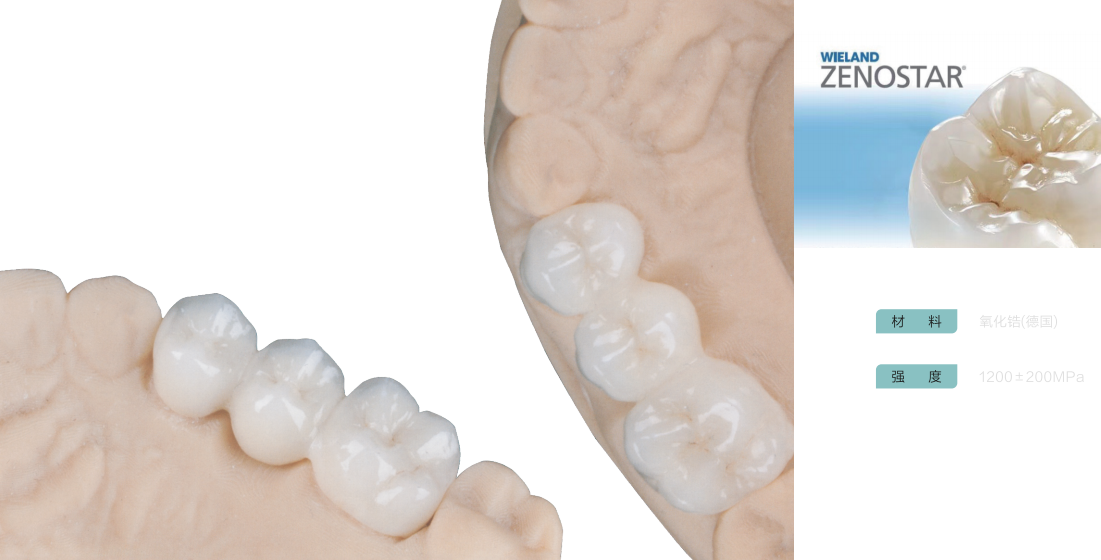 WIELAND
ZENOSTAR®
材 料 氧化锆(德国)
强 度 1200±200MPa